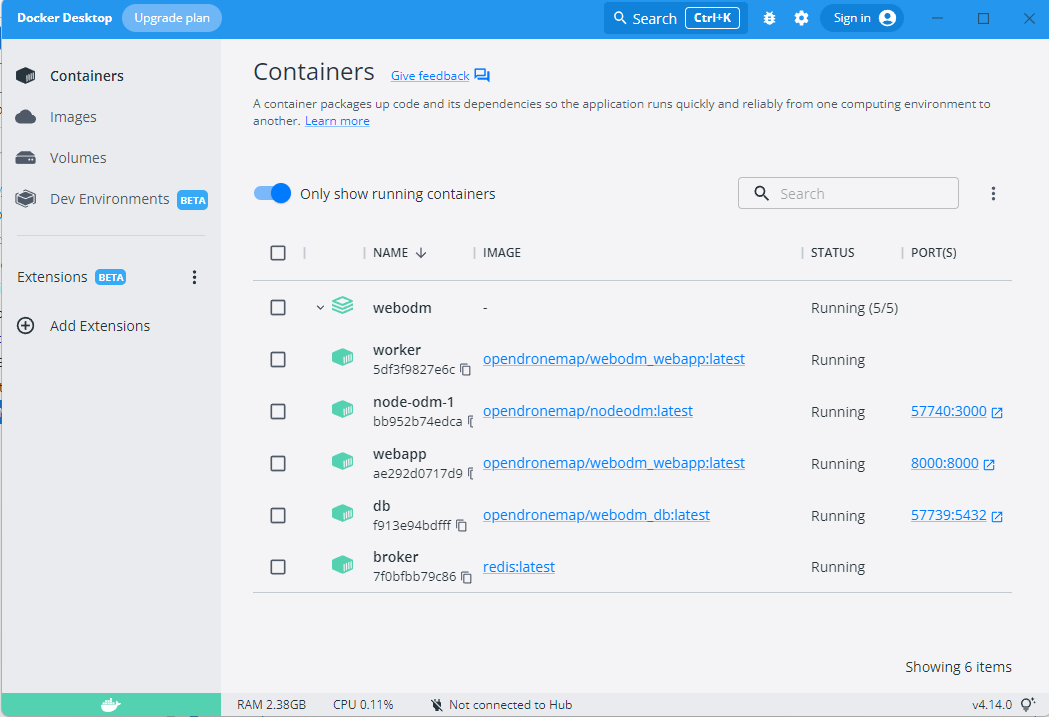 Docker Desktop Upgrade plan Search Ctrl+K Sign in
Containers
Images
Volumes
Dev Environments BETA
Extensions BETA
Add Extensions
Containers Give feedback
A container packages up code and its dependencies so the application runs quickly and reliably from one computing environment to
another. Learn more
Only show running containers Search
NAME IMAGE STATUS PORT(S)
webodm - Running (5/5)
worker
5df3f9827e6c opendronemap/webodm_webapp:latest Running
node-odm-1
bb952b74edca opendronemap/nodeodm:latest Running 57740:3000
webapp
ae292d0717d9 opendronemap/webodm_webapp:latest Running 8000:8000
db
f913e94bdfff opendronemap/webodm_db:latest Running 57739:5432
broker
7f0bfbb79c86 redis:latest Running
Showing 6 items
RAM 2.38GB CPU 0.11% Not connected to Hub v4.14.0